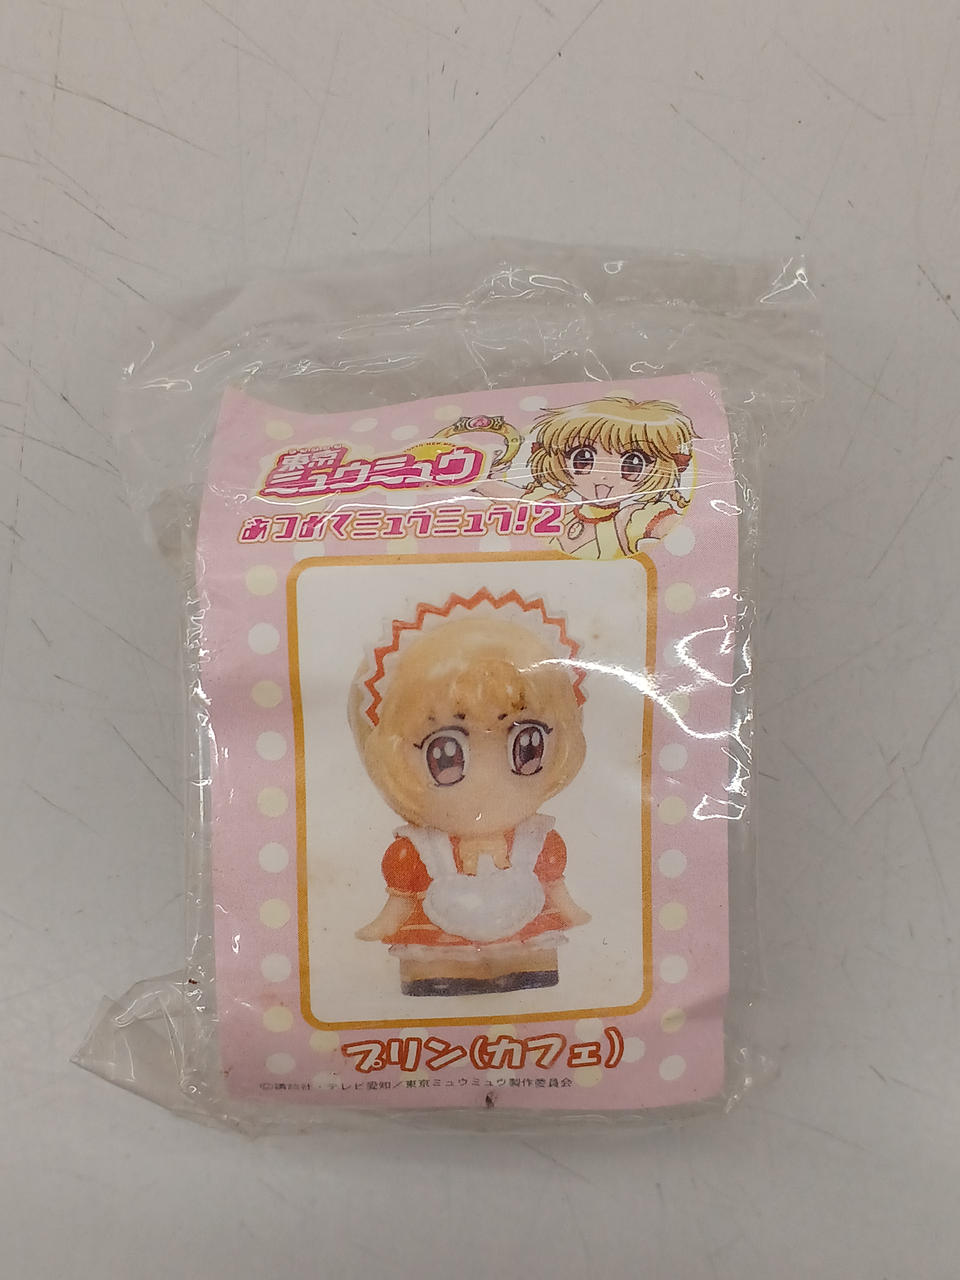 東京
ミュウミュウ
あつめてミュウミュウ!2
プリン(カフェ)
©講談社・テレビ愛知/東京ミュウミュウ製作委員会